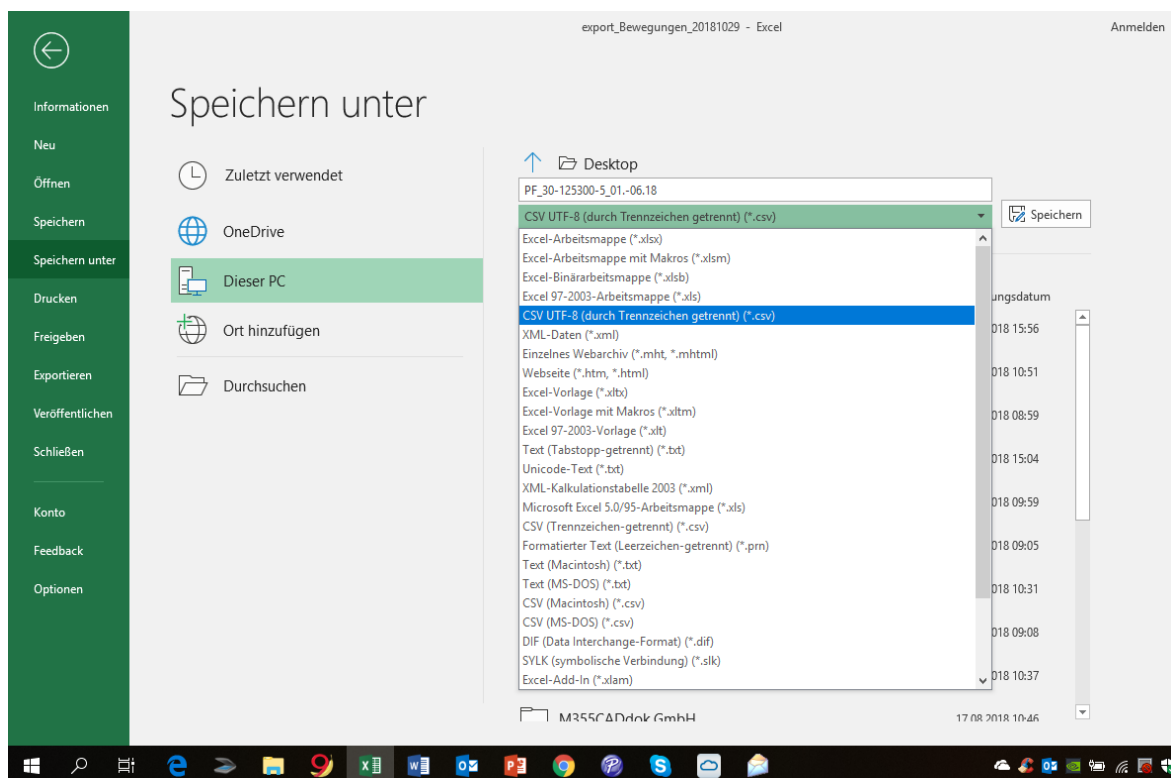 export_Bewegungen_20181029 - Excel
Anmelden
Informationen
Neu
Öffnen
Speichern
Speichern unter
Drucken
Freigeben
Exportieren
Veröffentlichen
Schließen
Konto
Feedback
Optionen
Speichern unter
Zuletzt verwendet
OneDrive
Dieser PC
Ort hinzufügen
Durchsuchen
Desktop
PF_30-125300-5_01.-06.18
CSV UTF-8 (durch Trennzeichen getrennt) (*.csv)
Speichern
Excel-Arbeitsmappe (*.xlsx)
Excel-Arbeitsmappe mit Makros (*.xlsm)
Excel-Binärarbeitsmappe (*.xlsb)
Excel 97-2003-Arbeitsmappe (*.xls)
CSV UTF-8 (durch Trennzeichen getrennt) (*.csv)
XML-Daten (*.xml)
Einzelnes Webarchiv (*.mht, *.mhtml)
Webseite (*.htm, *.html)
Excel-Vorlage (*.xltx)
Excel-Vorlage mit Makros (*.xltm)
Excel 97-2003-Vorlage (*.xlt)
Text (Tabstopp-getrennt) (*.txt)
Unicode-Text (*.txt)
XML-Kalkulationstabelle 2003 (*.xml)
Microsoft Excel 5.0/95-Arbeitsmappe (*.xls)
CSV (Trennzeichen-getrennt) (*.csv)
Formatierter Text (Leerzeichen-getrennt) (*.prn)
Text (Macintosh) (*.txt)
Text (MS-DOS) (*.txt)
CSV (Macintosh) (*.csv)
CSV (MS-DOS) (*.csv)
DIF (Data Interchange-Format) (*.dif)
SYLK (symbolische Verbindung) (*.slk)
Excel-Add-In (*.xlam)
ungsdatum
018 15:56
018 10:51
018 08:59
018 15:04
018 09:59
018 09:05
018 10:31
018 09:08
018 10:37
M355CADdok GmbH
17.08.2018 10:46